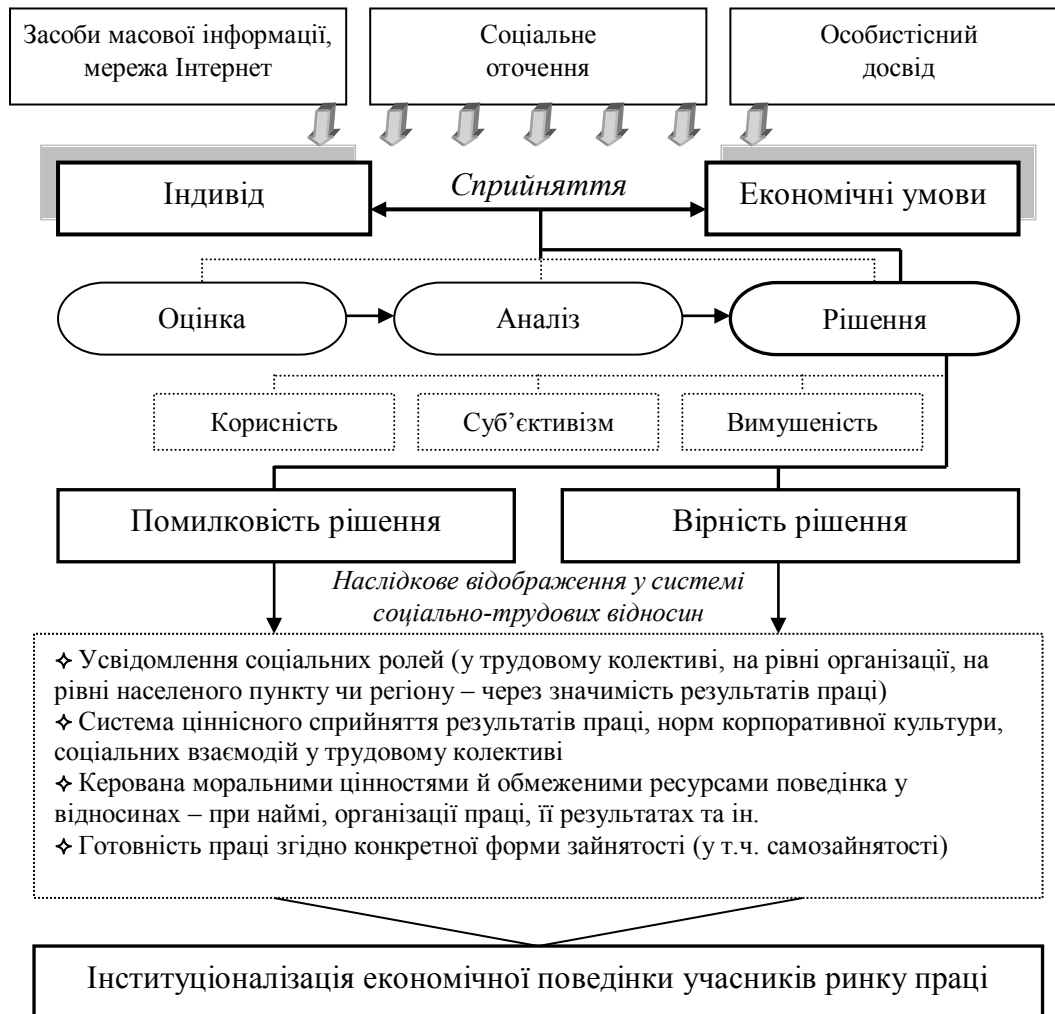 Засоби масової інформації,
мережа Інтернет
Соціальне
оточення
Особистісний
досвід
Індивід
Сприйняття
Економічні умови
Оцінка
Аналіз
Рішення
Корисність
Суб’єктивізм
Вимушеність
Помилковість рішення
Вірність рішення
Наслідкове відображення у системі
соціально-трудових відносин
✧ Усвідомлення соціальних ролей (у трудовому колективі, на рівні організації, на
рівні населеного пункту чи регіону – через значимість результатів праці)
✧ Система ціннісного сприйняття результатів праці, норм корпоративної культури,
соціальних взаємодій у трудовому колективі
✧ Керована моральними цінностями й обмеженими ресурсами поведінка у
відносинах – при наймі, організації праці, її результатах та ін.
✧ Готовність праці згідно конкретної форми зайнятості (у т.ч. самозайнятості)
Інституціоналізація економічної поведінки учасників ринку праці